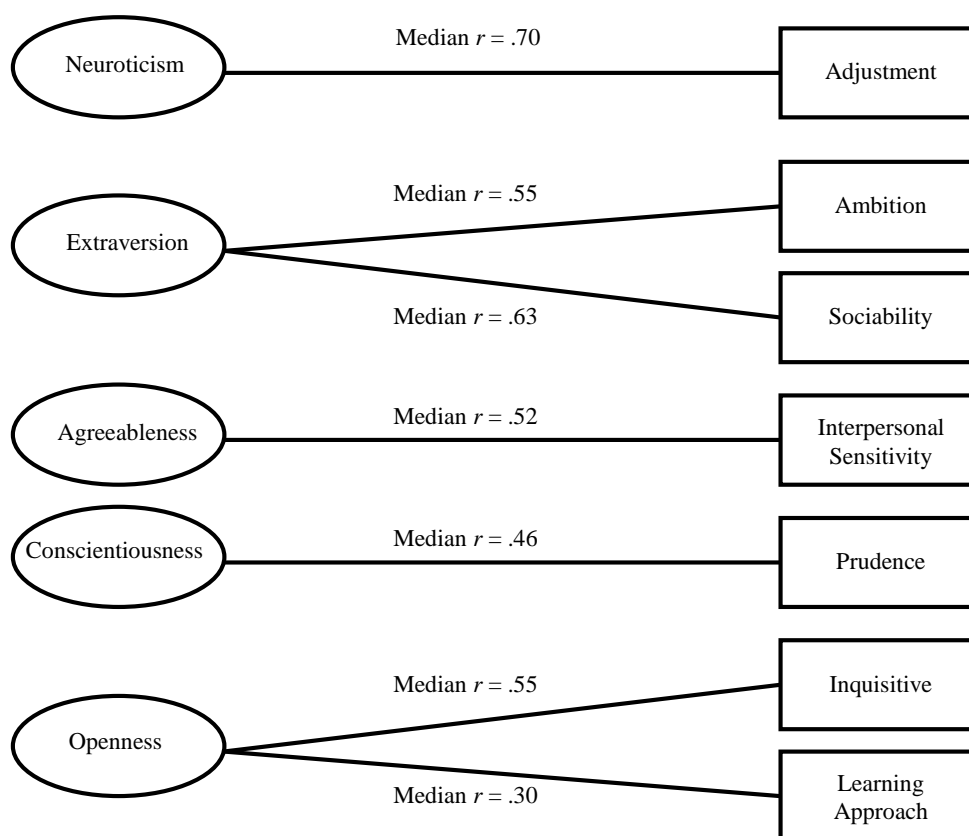 Median r = .70
Neuroticism
Adjustment
Median r = .55
Ambition
Extraversion
Median r = .63
Sociability
Median r = .52
Agreeableness
Interpersonal
Sensitivity
Median r = .46
Conscientiousness
Prudence
Median r = .55
Inquisitive
Openness
Median r = .30
Learning
Approach